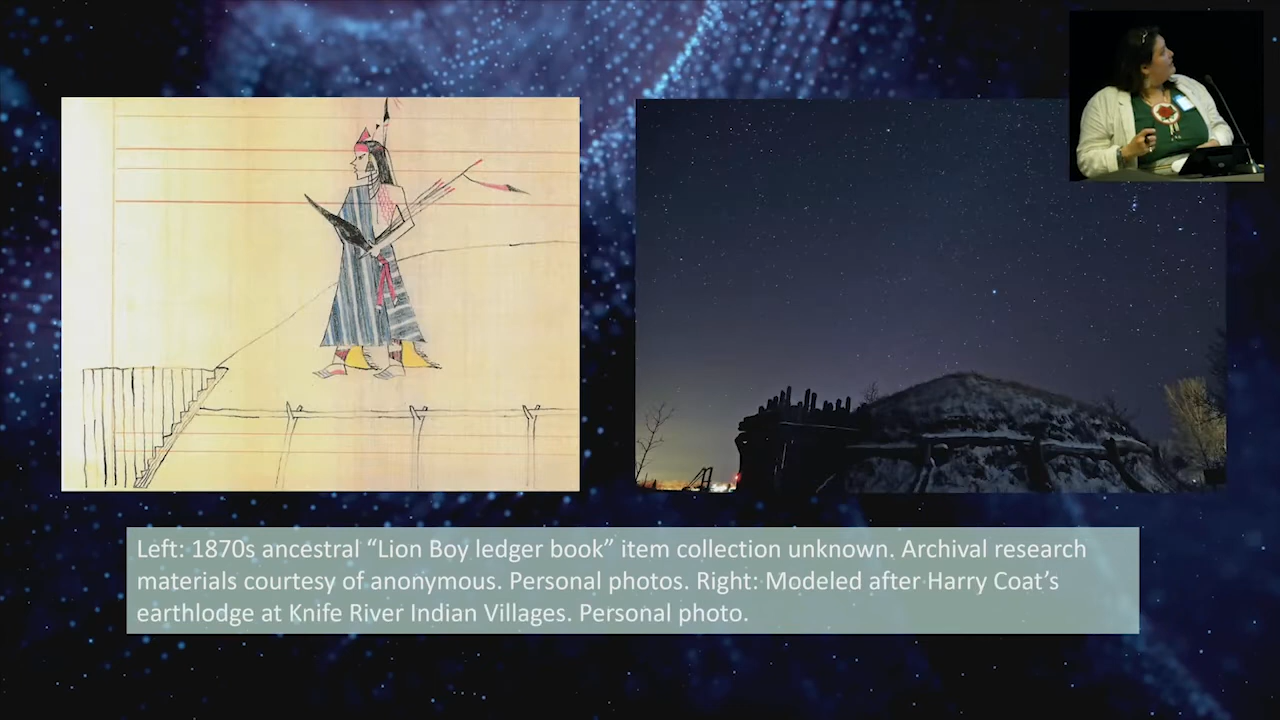 Left: 1870s ancestral “Lion Boy ledger book” item collection unknown. Archival research
materials courtesy of anonymous. Personal photos. Right: Modeled after Harry Coat’s
earthlodge at Knife River Indian Villages. Personal photo.